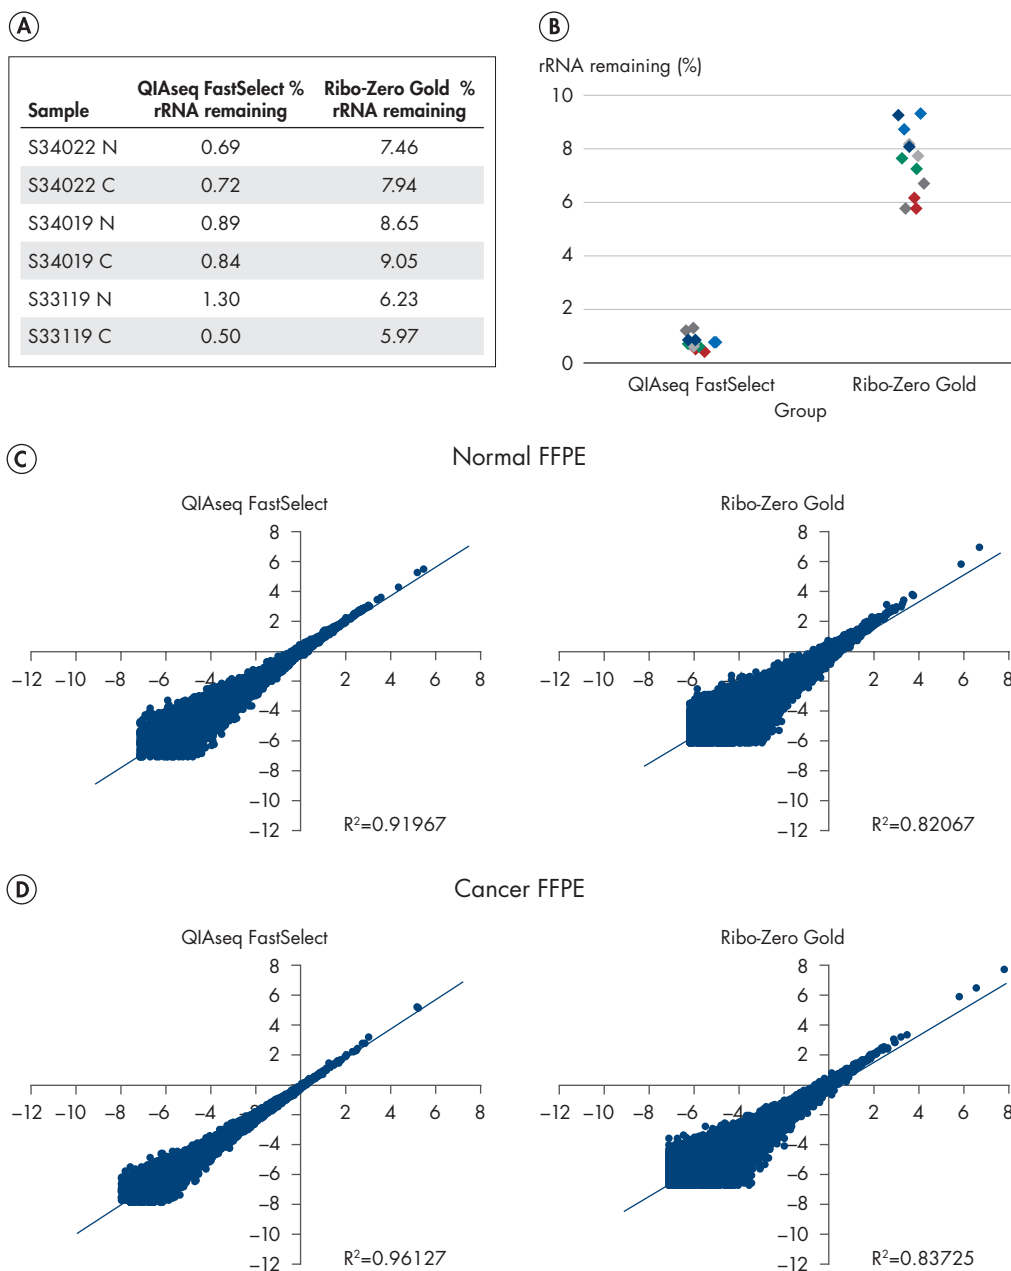 A
Sample QIAseq FastSelect % rRNA remaining Ribo-Zero Gold % rRNA remaining
S34022 N 0.69 7.46
S34022 C 0.72 7.94
S34019 N 0.89 8.65
S34019 C 0.84 9.05
S33119 N 1.30 6.23
S33119 C 0.50 5.97
B
rRNA remaining (%)
10
8
6
4
2
0
QIAseq FastSelect Ribo-Zero Gold
Group
C
Normal FFPE
QIAseq FastSelect
8
6
4
2
–12 –10 –8 –6 –4 2 4 6 8
–4
–6
–8
–10
–12
R²=0.91967
Ribo-Zero Gold
8
6
4
2
–12 –10 –8 –6 –4 –2 2 4 6 8
–4
–6
–8
–10
–12
R²=0.82067
D
Cancer FFPE
QIAseq FastSelect
8
6
4
2
–12 –10 –8 –6 –4 –2 2 4 6 8
–4
–6
–8
–10
–12
R²=0.96127
Ribo-Zero Gold
8
6
4
2
–12 –10 –8 –6 –4 2 4 6 8
–4
–6
–8
–10
–12
R²=0.83725